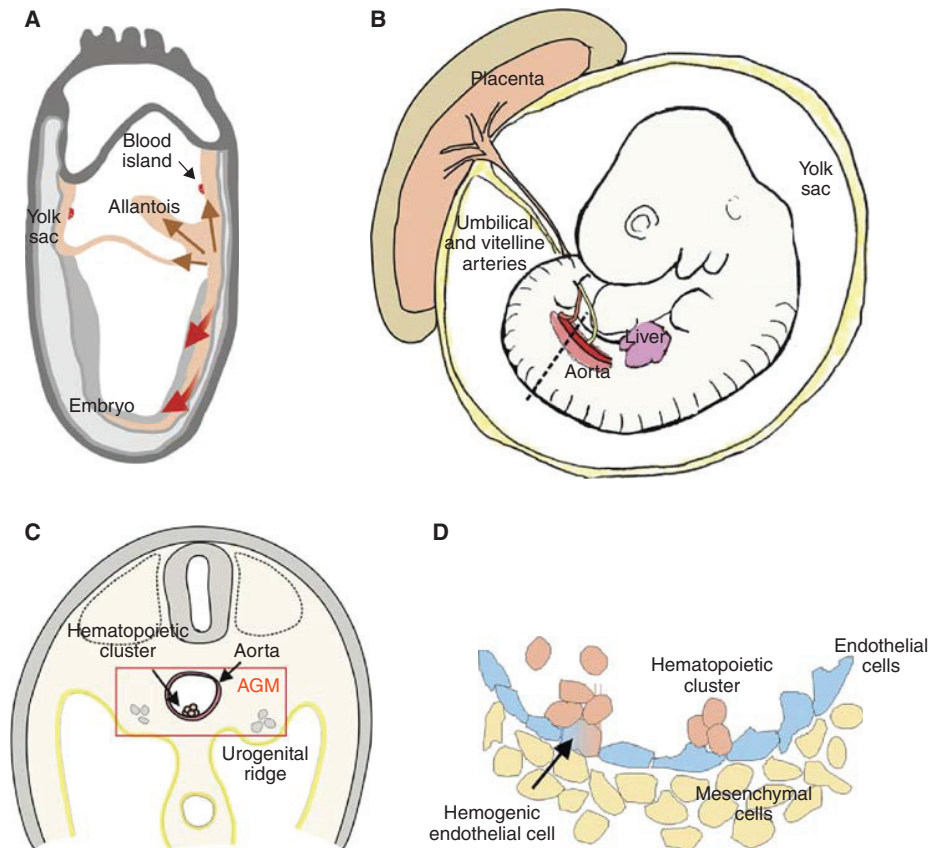 A
Blood
island
Allantois
Yolk
sac
Embryo
B
Placenta
Yolk
sac
Umbilical
and vitelline
arteries
Liver
Aorta
C
Hematopoietic
cluster
Aorta
AGM
Urogenital
ridge
D
Endothelial
cells
Hematopoietic
cluster
Mesenchymal
cells
Hemogenic
endothelial cell